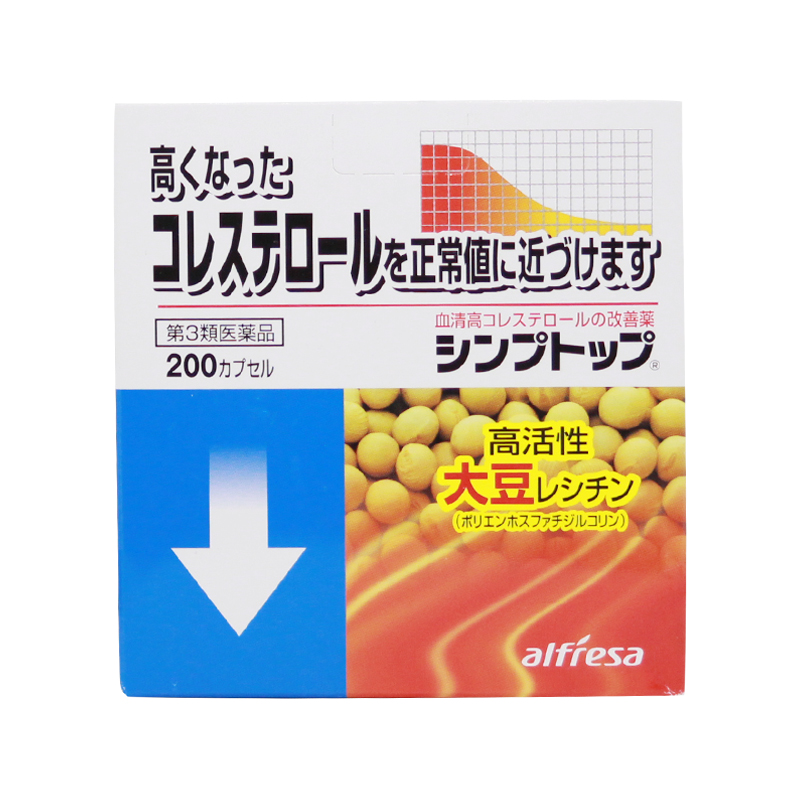 高くなった
コレステロールを正常値に近づけます
血清高コレステロールの改善薬
第3類医薬品
シンプトップ®
200カプセル
高活性
大豆レシチン
(ポリエンホスファチジルコリン)
alfresa